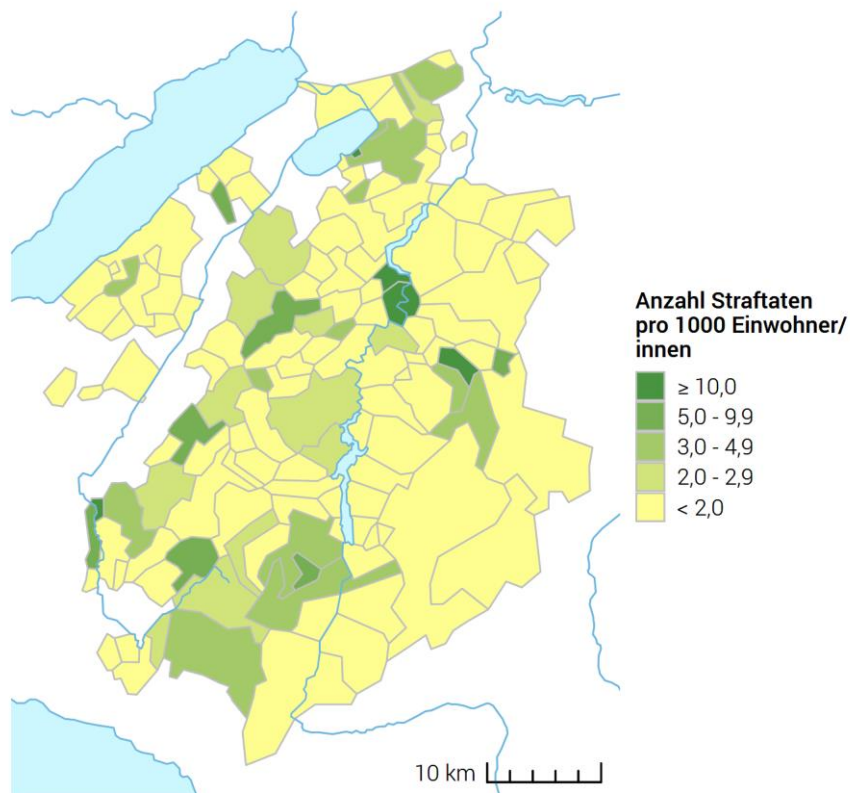 Anzahl Straftaten
pro 1000 Einwohner/
innen
≥ 10,0
5,0 - 9,9
3,0 - 4,9
2,0 - 2,9
< 2,0
10 km